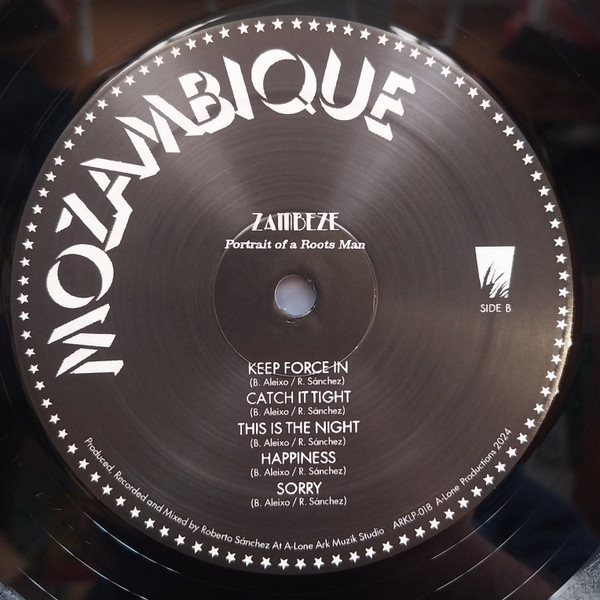 MOZAMBIQUE
ZAMBEZE
Portrait of a Roots Man
SIDE B
KEEP FORCE IN
(B. Aleixo / R. Sánchez)
CATCH IT TIGHT
(B. Aleixo / R. Sánchez)
THIS IS THE NIGHT
(B. Aleixo / R. Sánchez)
HAPPINESS
(B. Aleixo / R. Sánchez)
SORRY
(B. Aleixo / R. Sánchez)
Produced, Recorded and Mixed by Roberto Sánchez At A-Lone Ark Muzik Studio ARKLP-018 A-Lone Productions 2024